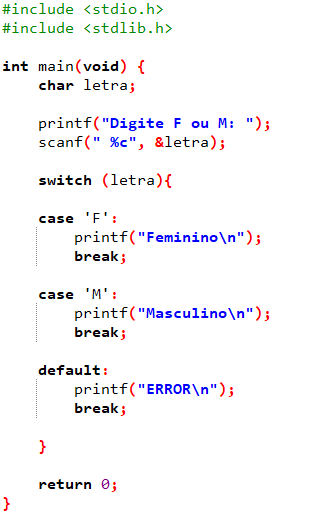 #include <stdio.h>
#include <stdlib.h>
int main(void) {
char letra;
printf("Digite F ou M: ");
scanf(" %c", &letra);
switch (letra){
case 'F':
printf("Feminino\n");
break;
case 'M':
printf("Masculino\n");
break;
default:
printf("ERROR\n");
break;
}
return 0;
}